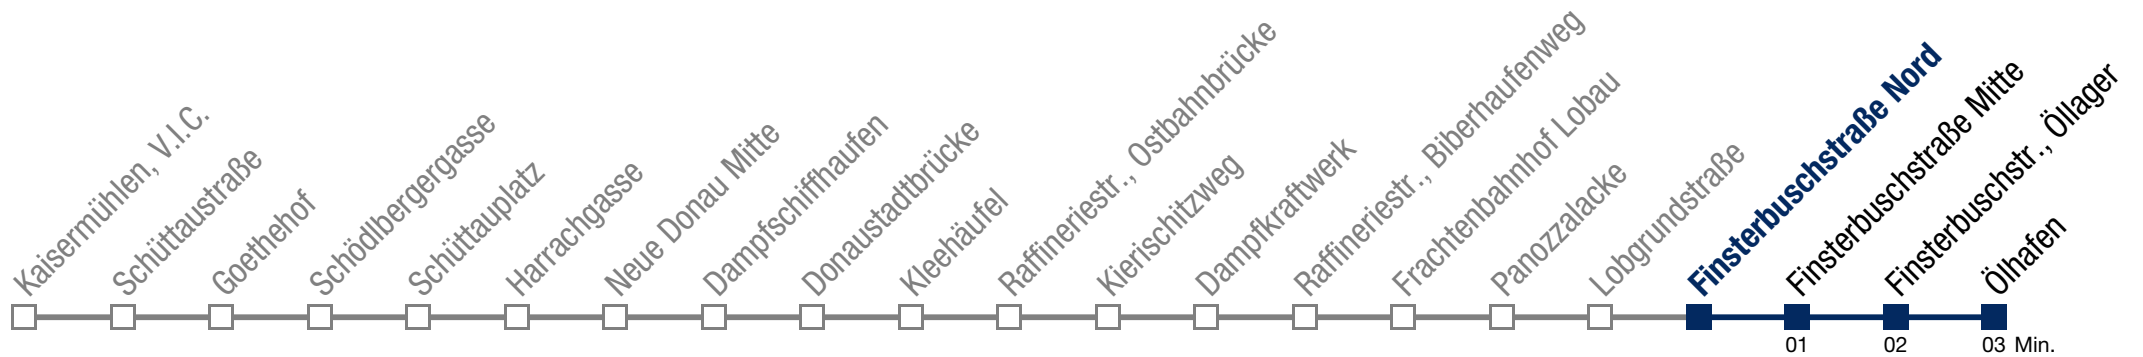 Kaisermühlen, V.I.C.
Schüttaustraße
Goethehof
Schödlbergergasse
Schüttauplatz
Harrachgasse
Neue Donau Mitte
Dampfschiffhaufen
Donaustadtbrücke
Kleehäufel
Raffineriestr., Ostbahnbrücke
Kierischitzweg
Dampfkraftwerk
Raffineriestr., Biberhaufenweg
Frachtenbahnhof Lobau
Panozzalacke
Lobgrundstraße
Finsterbuschstraße Nord
Finsterbuschstraße Mitte
Finsterbuschstr., Öllager
Ölhafen
01 02 03 Min.